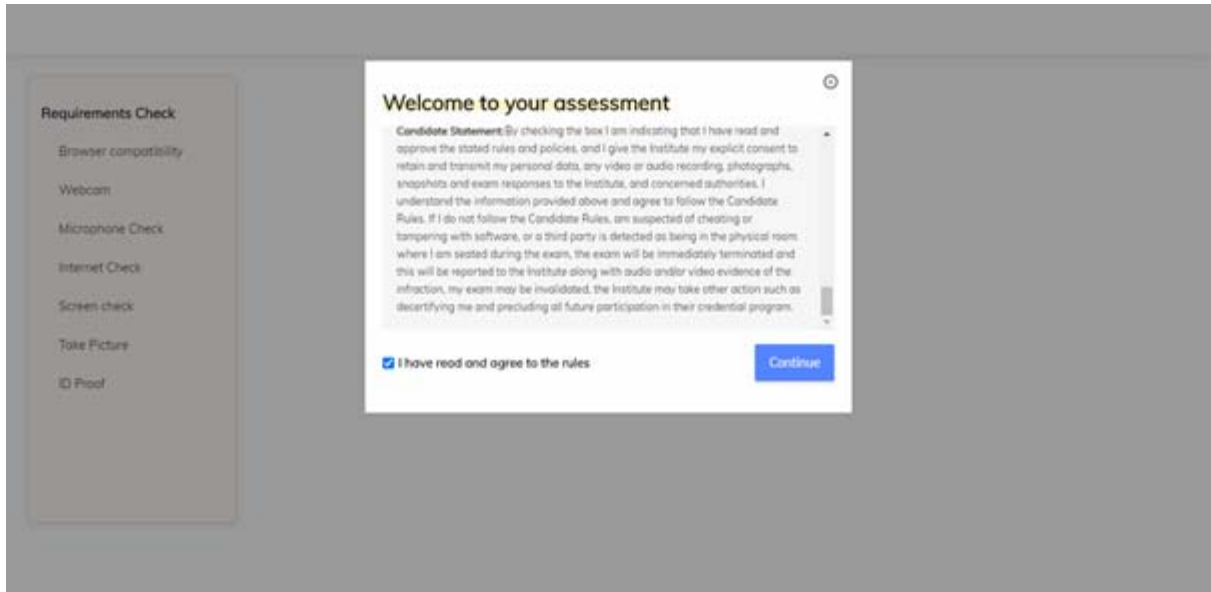 Requirements Check
Browser compatibility
Webcam
Microphone Check
Internet Check
Screen check
Take Picture
ID Proof
Welcome to your assessment
Candidate Statement: By checking the box I am indicating that I have read and
approve the stated rules and policies, and I give the Institute my explicit consent to
retain and transmit my personal data, any video or audio recording, photographs,
snapshots and exam responses to the Institute, and concerned authorities. I
understand the information provided above and agree to follow the Candidate
Rules. If I do not follow the Candidate Rules, am suspected of cheating or
tampering with software, or a third party is detected as being in the physical room
where I am seated during the exam, the exam will be immediately terminated and
this will be reported to the Institute along with audio and/or video evidence of the
infraction, my exam may be invalidated, the Institute may take other action such as
decertifying me and precluding all future participation in their credential program.
I have read and agree to the rules
Continue